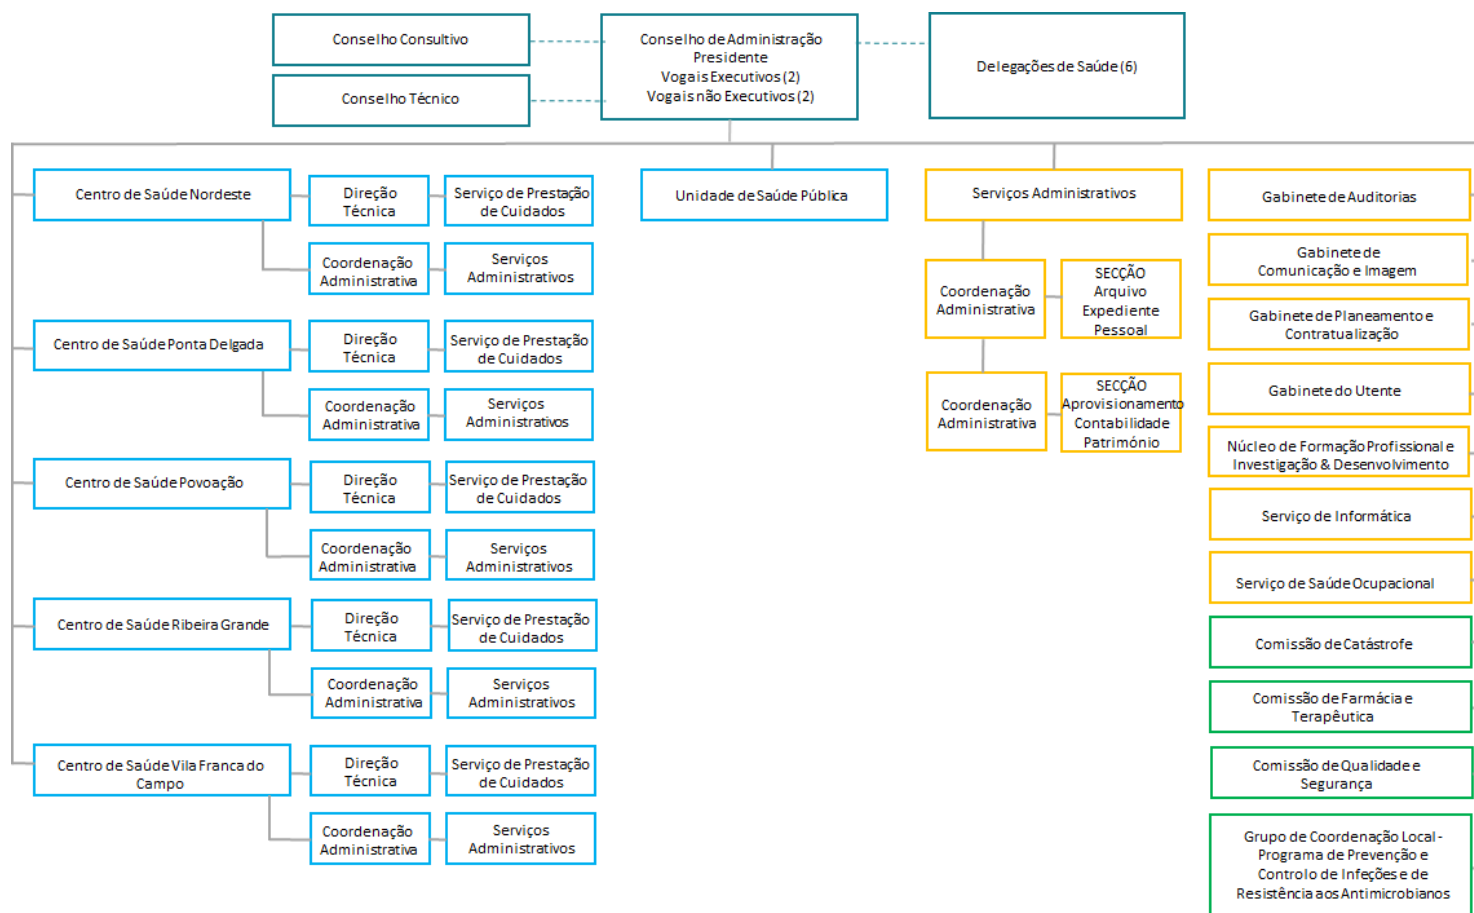 Conselho Consultivo
Conselho Técnico
Conselho de Administração
Presidente
Vogais Executivos (2)
Vogais não Executivos (2)
Delegações de Saúde (6)
Centro de Saúde Nordeste
Direção
Técnica
Serviço de Prestação
de Cuidados
Coordenação
Administrativa
Serviços
Administrativos
Centro de Saúde Ponta Delgada
Direção
Técnica
Serviço de Prestação
de Cuidados
Coordenação
Administrativa
Serviços
Administrativos
Centro de Saúde Povoação
Direção
Técnica
Serviço de Prestação
de Cuidados
Coordenação
Administrativa
Serviços
Administrativos
Centro de Saúde Ribeira Grande
Direção
Técnica
Serviço de Prestação
de Cuidados
Coordenação
Administrativa
Serviços
Administrativos
Centro de Saúde Vila Franca do
Campo
Direção
Técnica
Serviço de Prestação
de Cuidados
Coordenação
Administrativa
Serviços
Administrativos
Unidade de Saúde Pública
Serviços Administrativos
Coordenação
Administrativa
SECÇÃO
Arquivo
Expediente
Pessoal
Coordenação
Administrativa
SECÇÃO
Aprovisionamento
Contabilidade
Património
Gabinete de Auditorias
Gabinete de
Comunicação e Imagem
Gabinete de Planeamento e
Contratualização
Gabinete do Utente
Núcleo de Formação Profissional e
Investigação & Desenvolvimento
Serviço de Informática
Serviço de Saúde Ocupacional
Comissão de Catástrofe
Comissão de Farmácia e
Terapêutica
Comissão de Qualidade e
Segurança
Grupo de Coordenação Local -
Programa de Prevenção e
Controlo de Infeções e de
Resistência aos Antimicrobianos